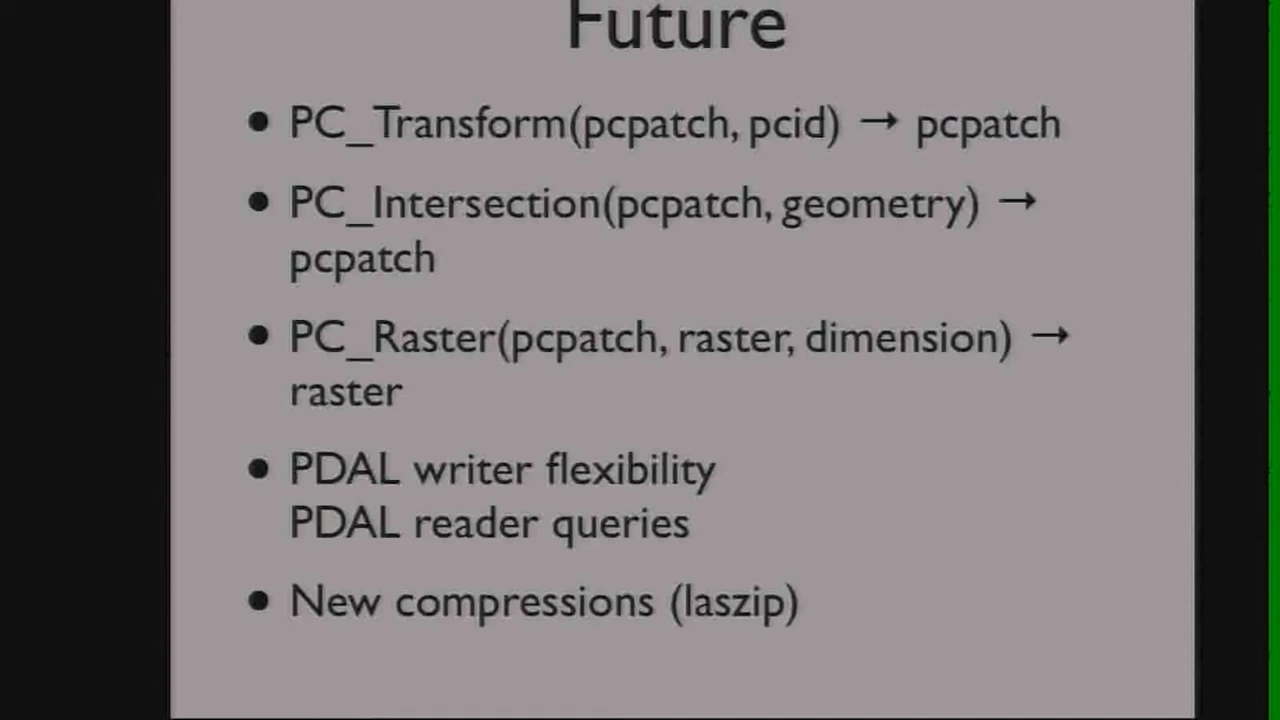 Future
• PC_Transform(pcpatch, pcid) → pcpatch
• PC_Intersection(pcpatch, geometry) →
pcpatch
• PC_Raster(pcpatch, raster, dimension) →
raster
• PDAL writer flexibility
PDAL reader queries
• New compressions (laszip)